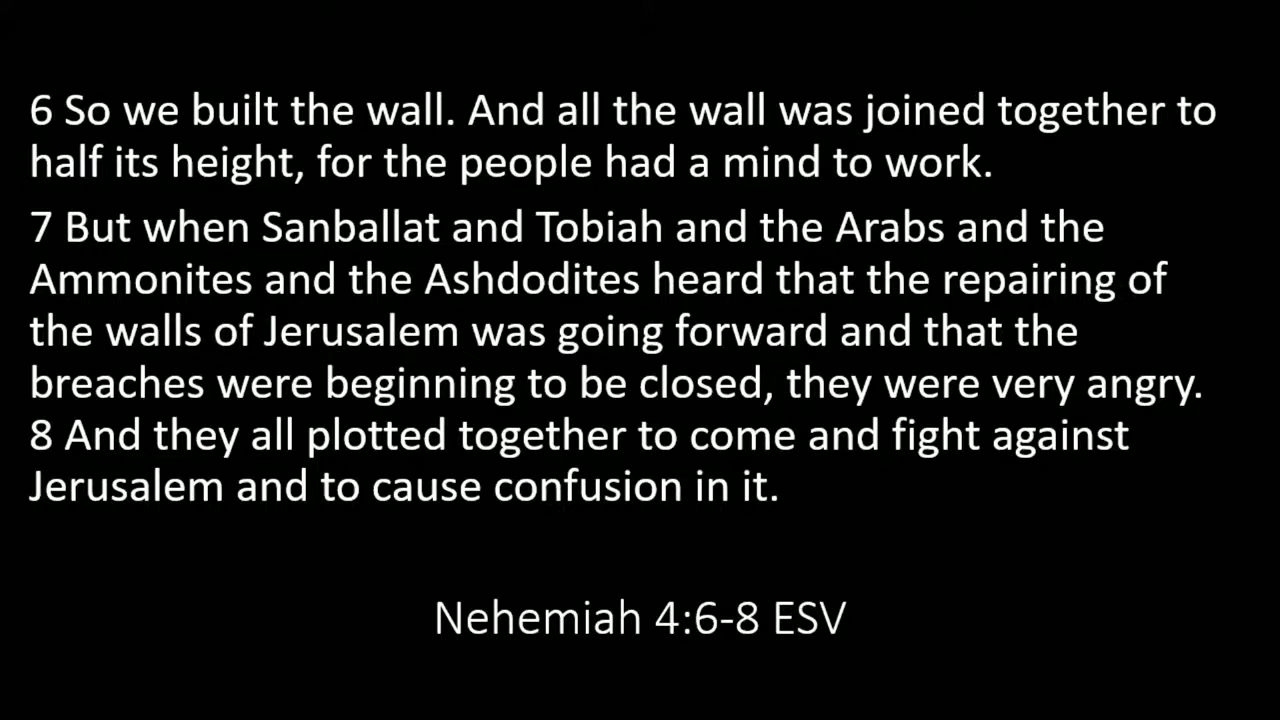 6 So we built the wall. And all the wall was joined together to
half its height, for the people had a mind to work.
7 But when Sanballat and Tobiah and the Arabs and the
Ammonites and the Ashdodites heard that the repairing of
the walls of Jerusalem was going forward and that the
breaches were beginning to be closed, they were very angry.
8 And they all plotted together to come and fight against
Jerusalem and to cause confusion in it.
Nehemiah 4:6-8 ESV